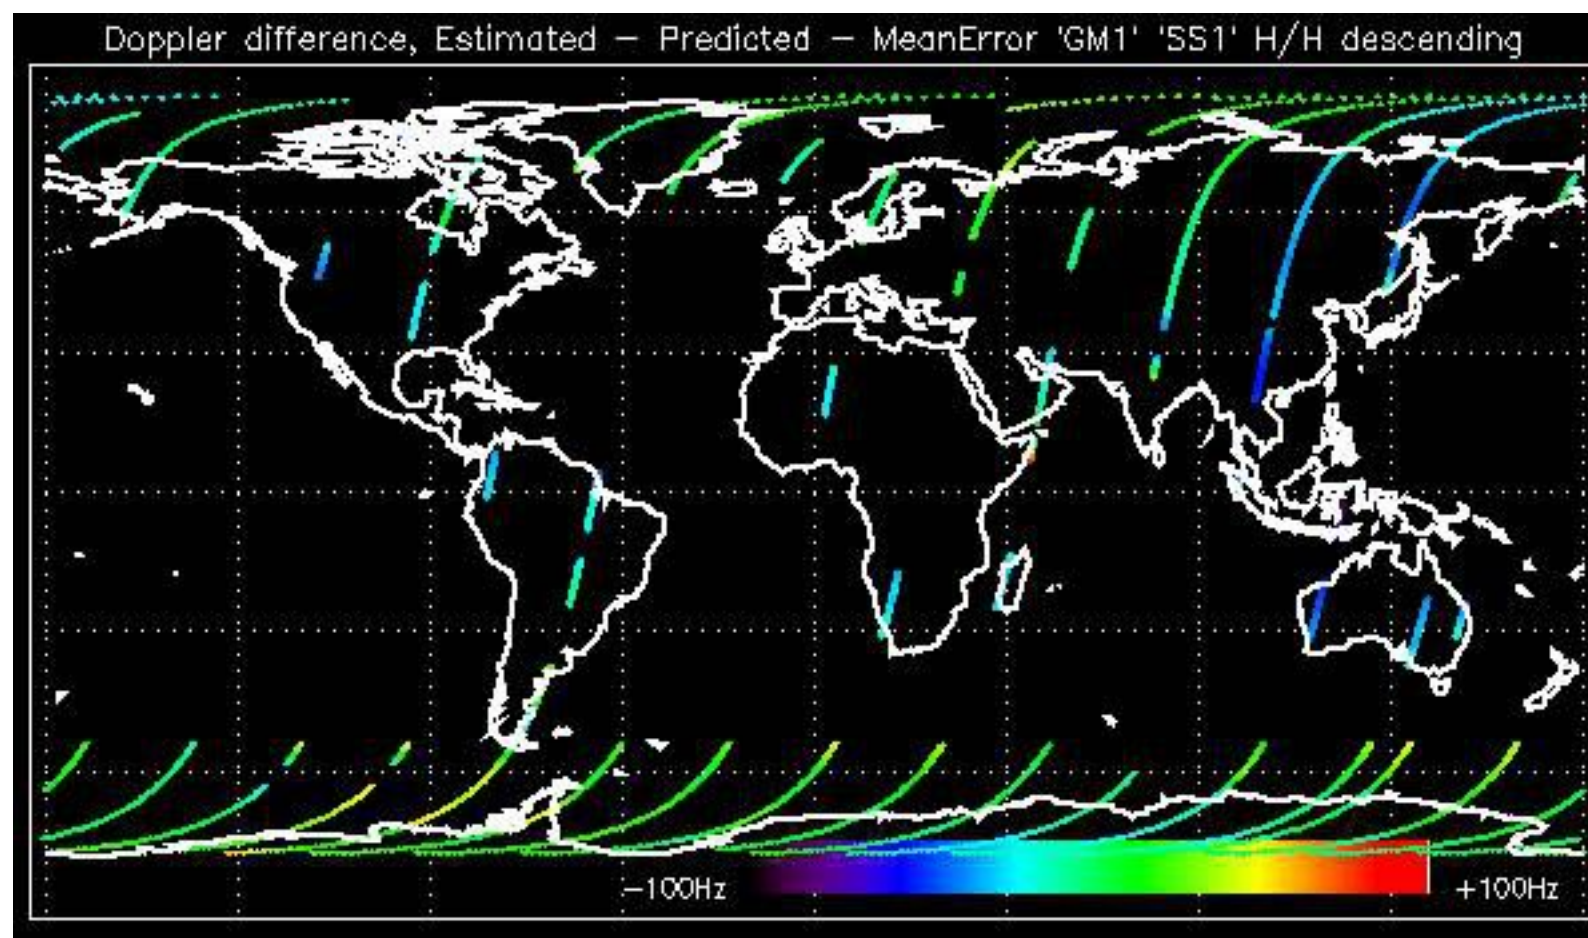 Doppler difference, Estimated – Predicted – MeanError 'GM1' 'SS1' H/H descending
−100Hz
+100Hz